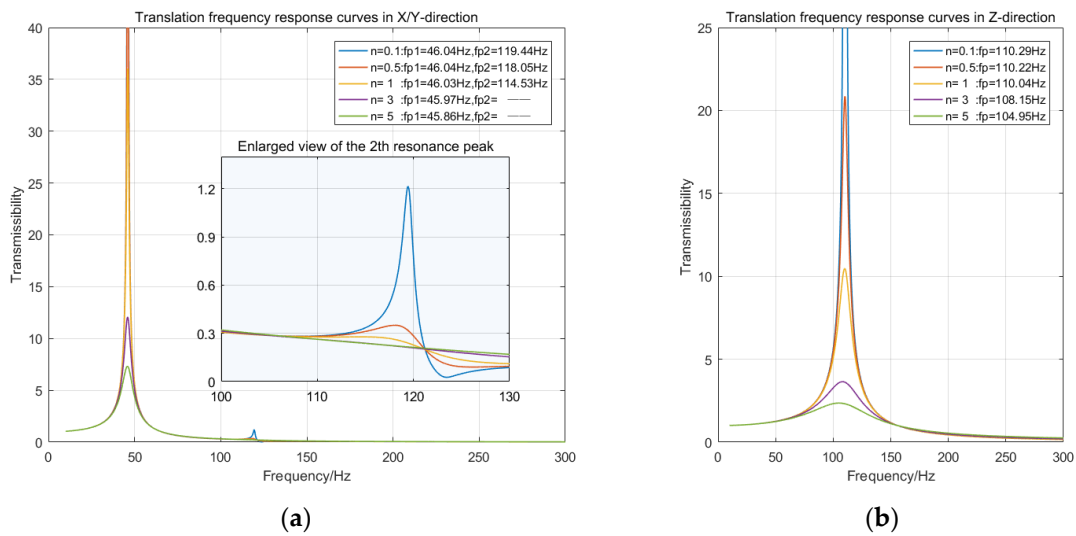 Translation frequency response curves in X/Y-direction
40
35
30
25
20
15
10
5
0
Transmissibility
n=0.1:fp1=46.04Hz,fp2=119.44Hz
n=0.5:fp1=46.04Hz,fp2=118.05Hz
n= 1 :fp1=46.03Hz,fp2=114.53Hz
n= 3 :fp1=45.97Hz,fp2= ——
n= 5 :fp1=45.86Hz,fp2= ——
Enlarged view of the 2th resonance peak
1.2
0.9
0.6
0.3
0
100 110 120 130
0 50 100 150 200 250 300
Frequency/Hz
(a)
Translation frequency response curves in Z-direction
25
20
15
10
5
0
Transmissibility
n=0.1:fp=110.29Hz
n=0.5:fp=110.22Hz
n= 1 :fp=110.04Hz
n= 3 :fp=108.15Hz
n= 5 :fp=104.95Hz
0 50 100 150 200 250 300
Frequency/Hz
(b)